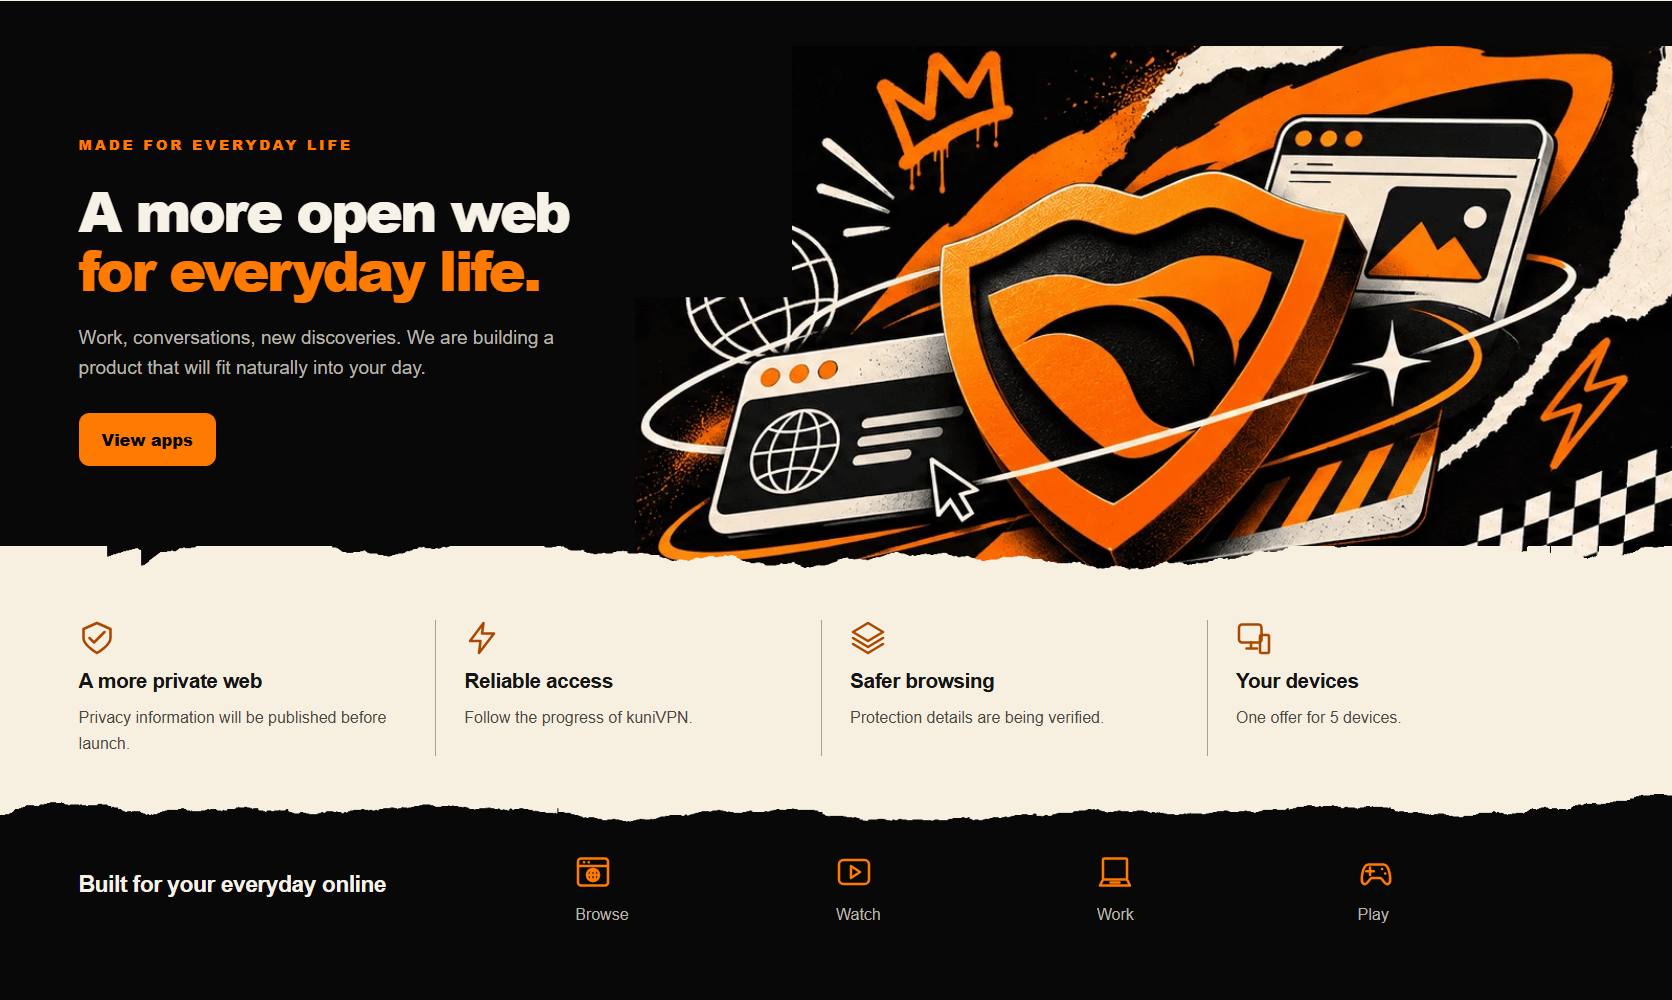 MADE FOR EVERYDAY LIFE
A more open web
for everyday life.
Work, conversations, new discoveries. We are building a
product that will fit naturally into your day.
View apps
A more private web
Privacy information will be published before
launch.
Reliable access
Follow the progress of kuniVPN.
Safer browsing
Protection details are being verified.
Your devices
One offer for 5 devices.
Built for your everyday online
Browse
Watch
Work
Play